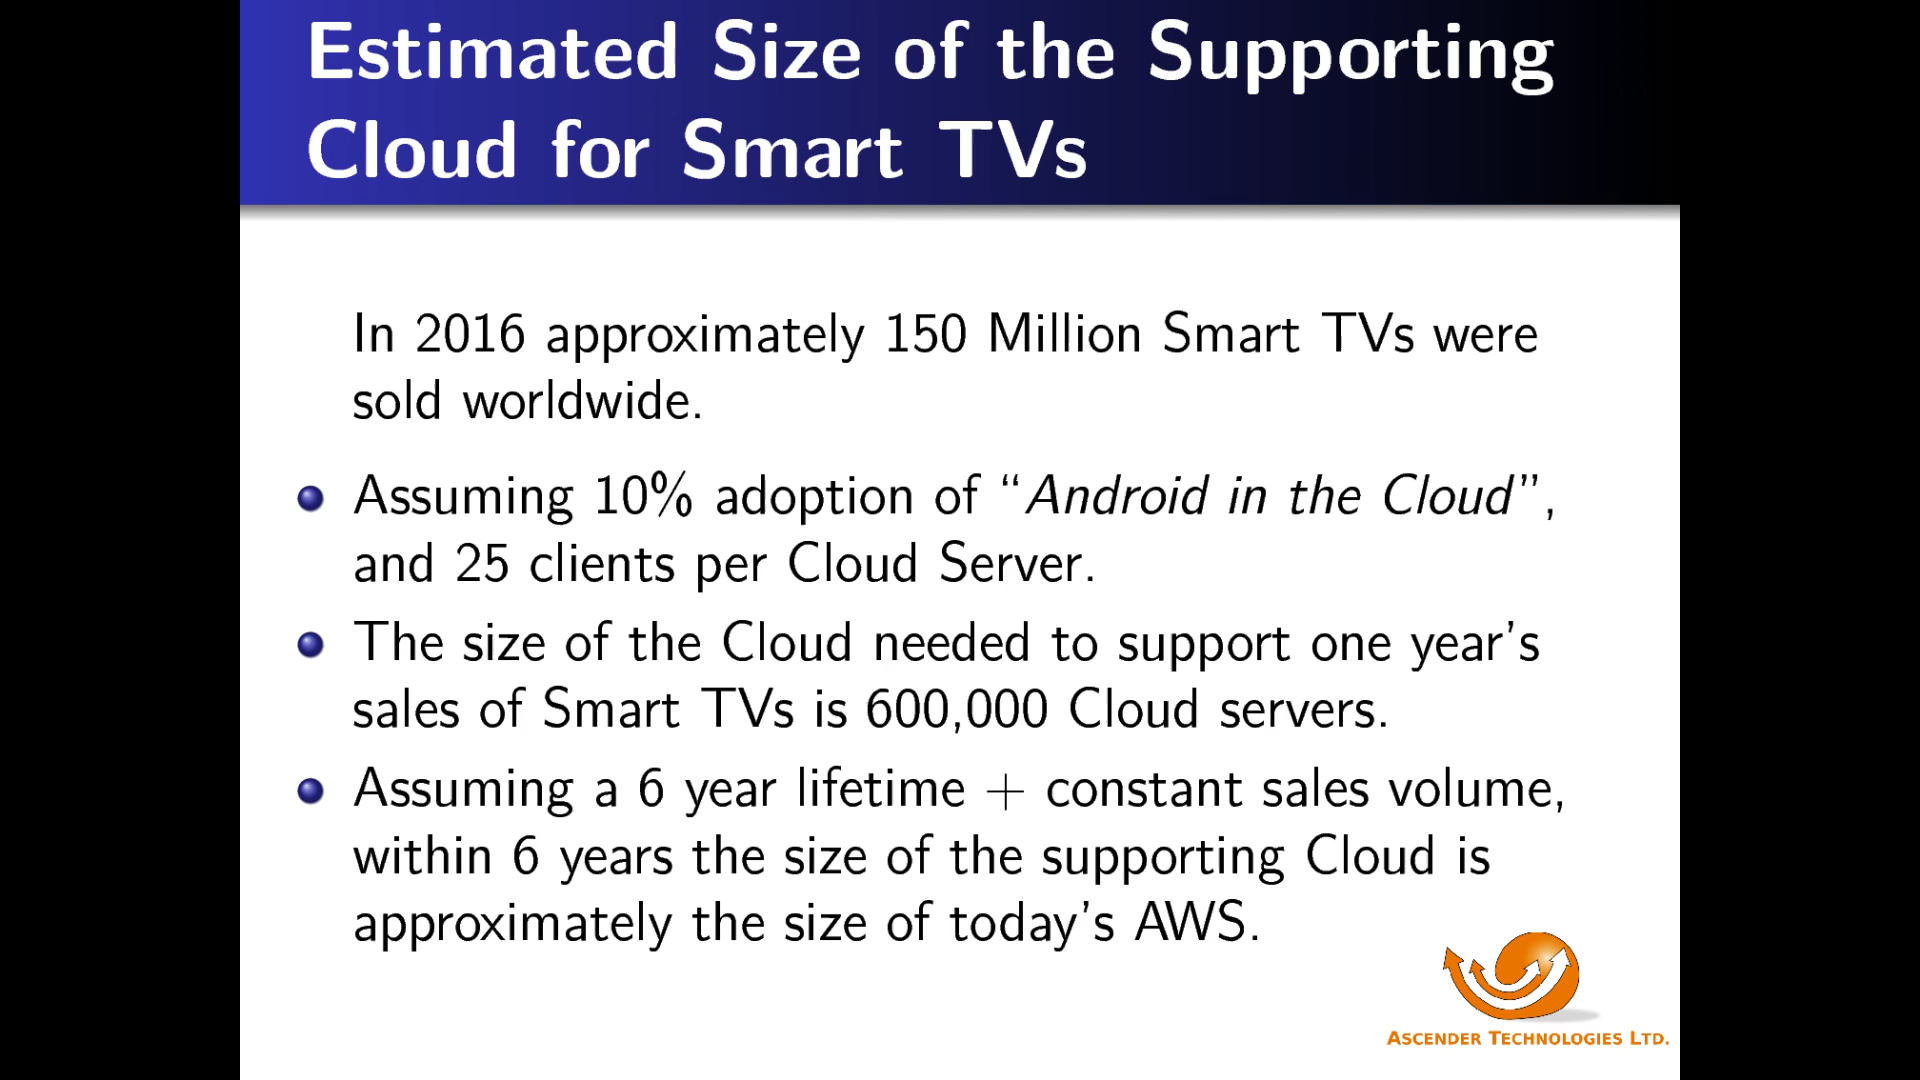 Estimated Size of the Supporting
Cloud for Smart TVs
In 2016 approximately 150 Million Smart TVs were
sold worldwide.
Assuming 10% adoption of “Android in the Cloud”,
and 25 clients per Cloud Server.
The size of the Cloud needed to support one year’s
sales of Smart TVs is 600,000 Cloud servers.
Assuming a 6 year lifetime + constant sales volume,
within 6 years the size of the supporting Cloud is
approximately the size of today’s AWS.
ASCENDER TECHNOLOGIES LTD.